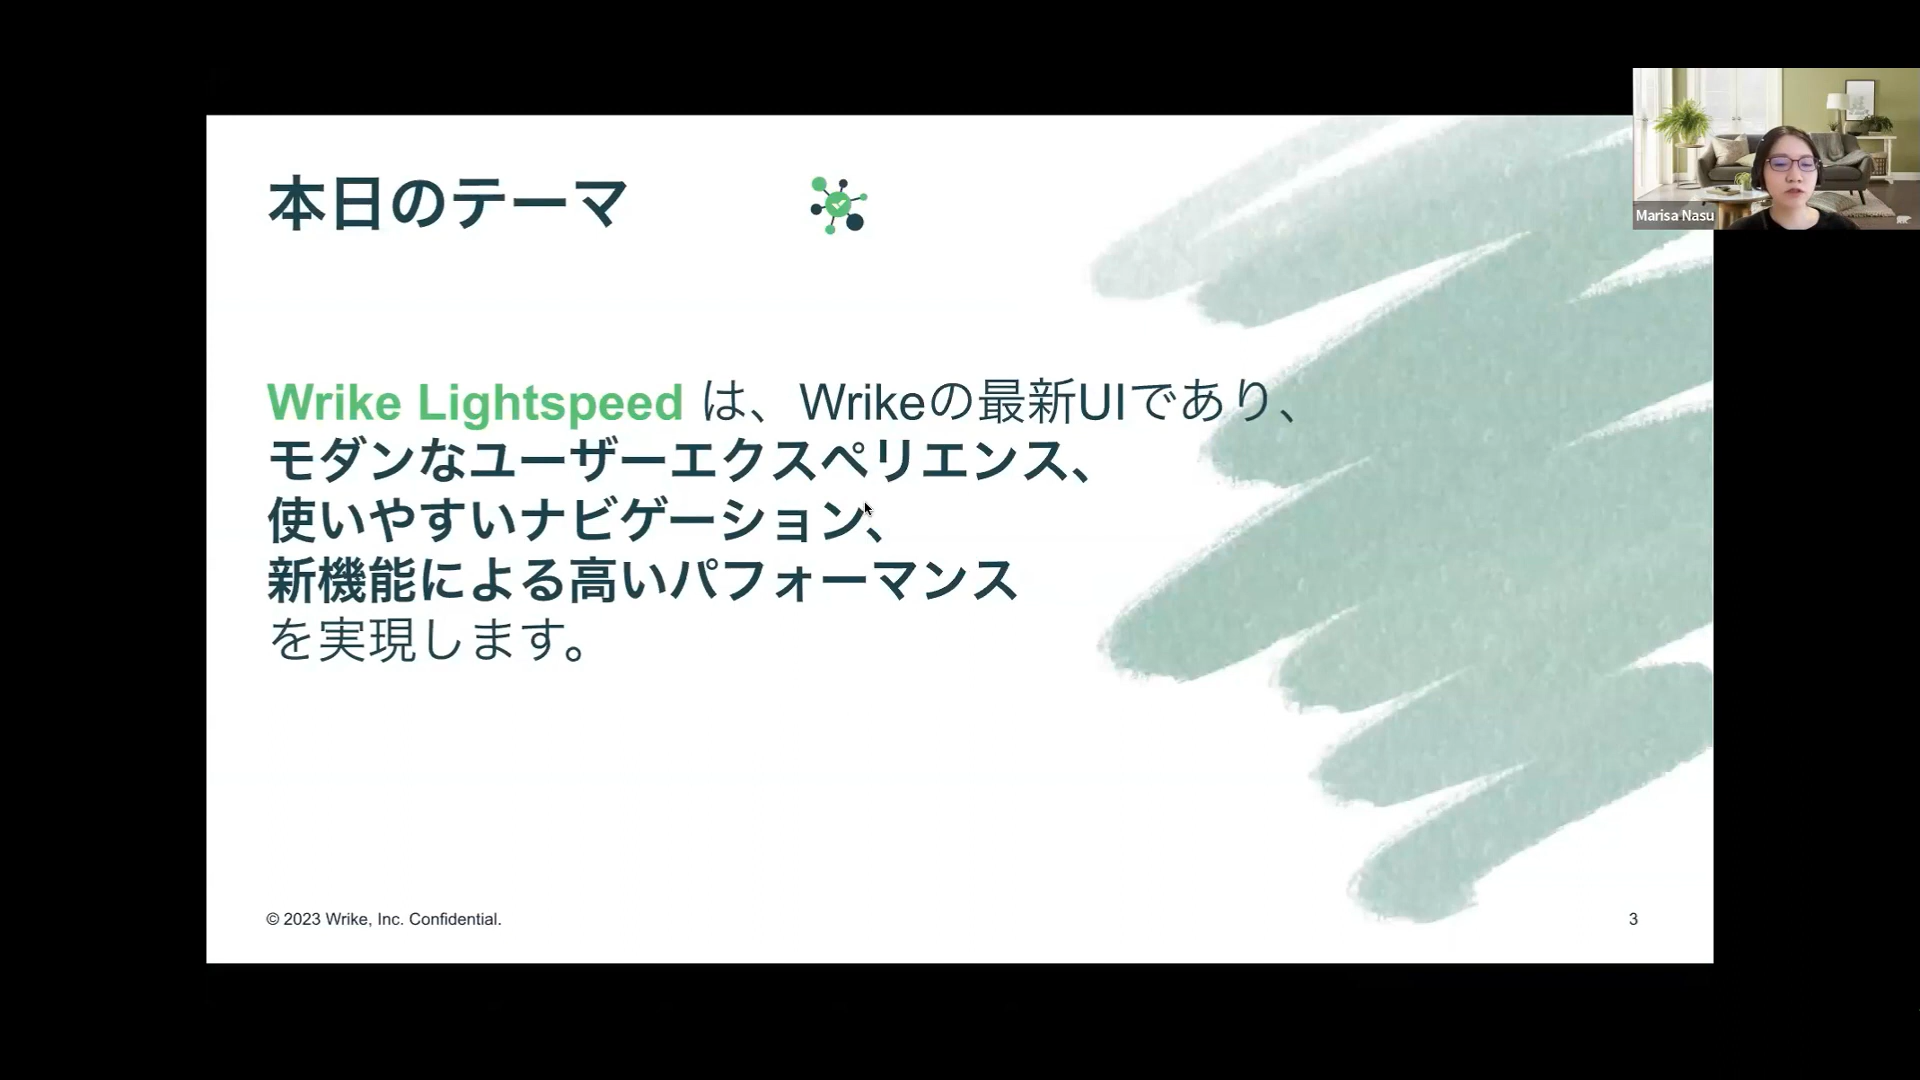 本日のテーマ
Marisa Nasu
Wrike Lightspeed は、Wrikeの最新UIであり、
モダンなユーザーエクスペリエンス、
使いやすいナビゲーション、
新機能による高いパフォーマンス
を実現します。
© 2023 Wrike, Inc. Confidential.
3